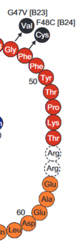 G47V [B23]
F48C [B24]
Val
Cys
Gly
Phe
Phe
Tyr
50
Thr
Pro
Lys
Thr
Arg
Arg
Glu
Ala
Glu
60
Asp
Leu